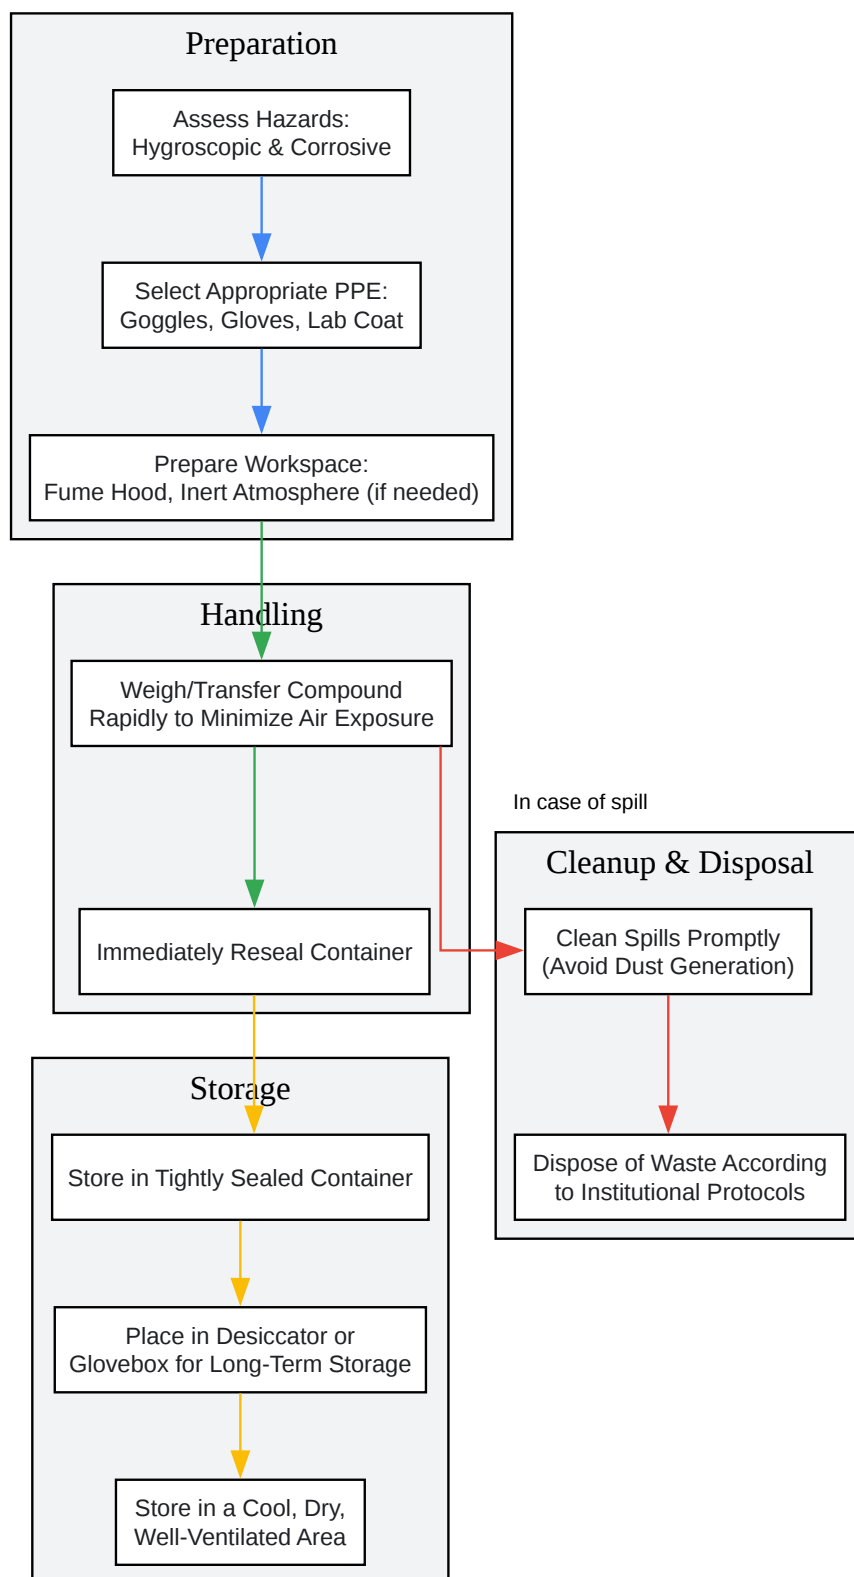 Preparation
Assess Hazards:
Hygroscopic & Corrosive
Select Appropriate PPE:
Goggles, Gloves, Lab Coat
Prepare Workspace:
Fume Hood, Inert Atmosphere (if needed)
Handling
Weigh/Transfer Compound
Rapidly to Minimize Air Exposure
Immediately Reseal Container
In case of spill
Cleanup & Disposal
Clean Spills Promptly
(Avoid Dust Generation)
Dispose of Waste According
to Institutional Protocols
Storage
Store in Tightly Sealed Container
Place in Desiccator or
Glovebox for Long-Term Storage
Store in a Cool, Dry,
Well-Ventilated Area